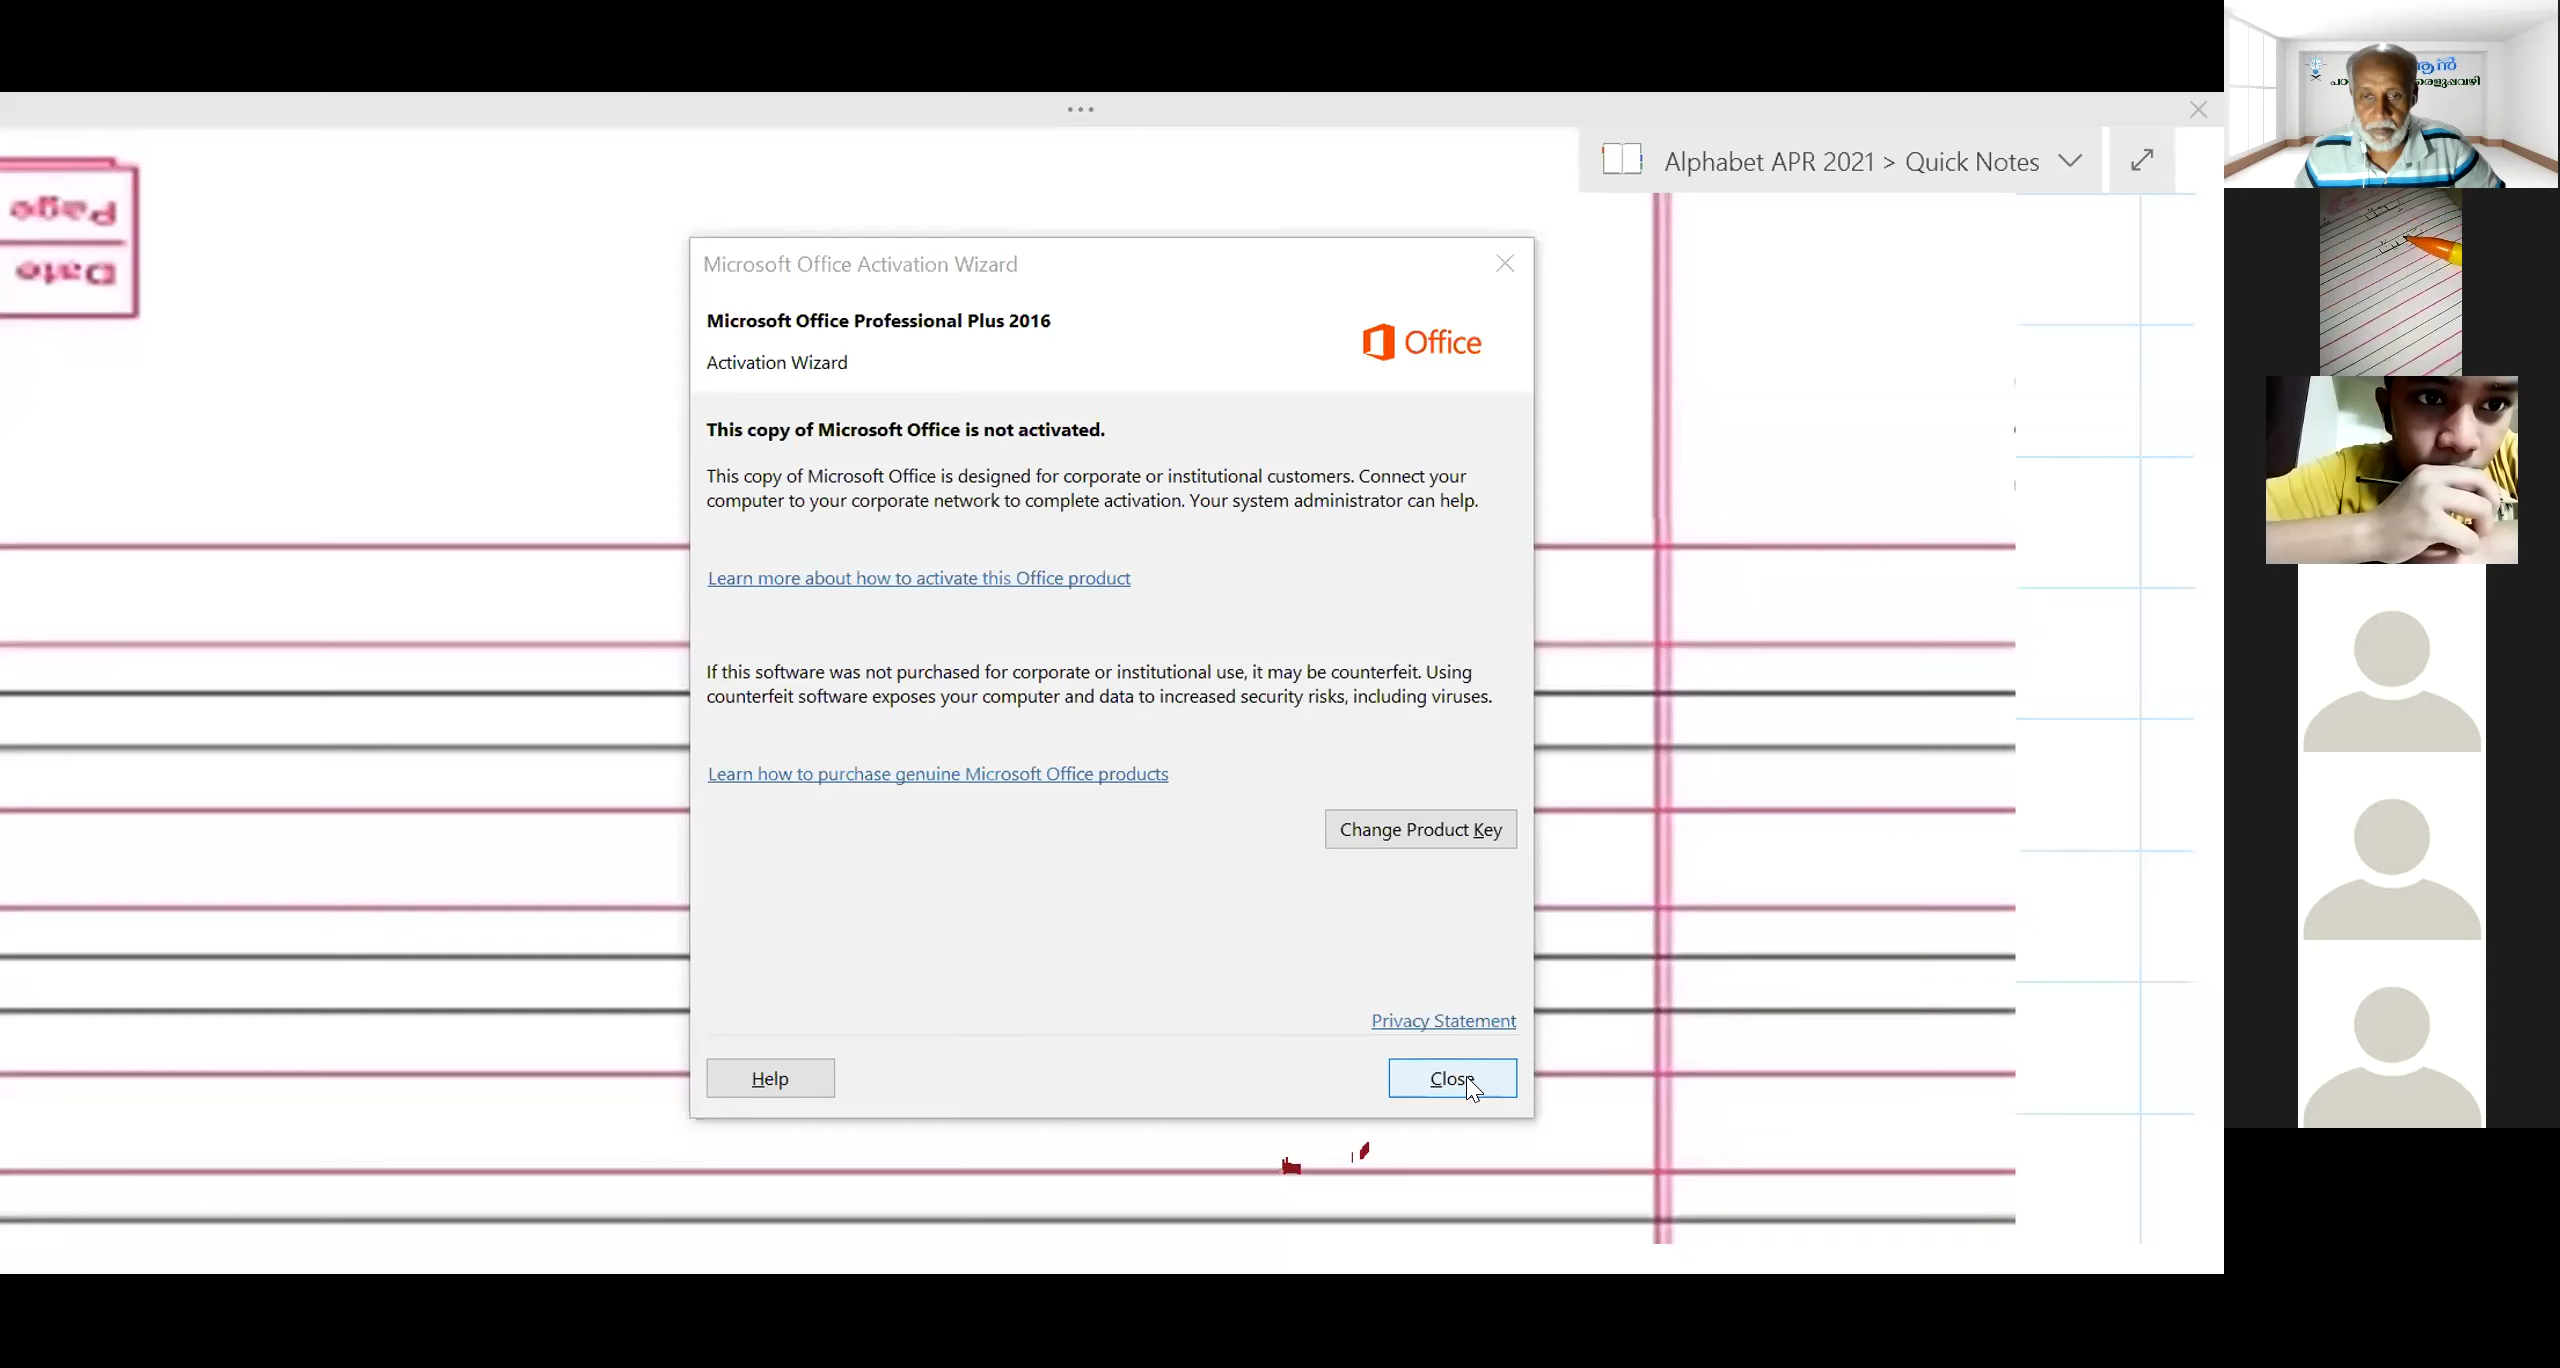 Alphabet APR 2021 > Quick Notes
Page
Date
Microsoft Office Activation Wizard
Microsoft Office Professional Plus 2016
Office
Activation Wizard
This copy of Microsoft Office is not activated.
This copy of Microsoft Office is designed for corporate or institutional customers. Connect your
computer to your corporate network to complete activation. Your system administrator can help.
Learn more about how to activate this Office product
If this software was not purchased for corporate or institutional use, it may be counterfeit. Using
counterfeit software exposes your computer and data to increased security risks, including viruses.
Learn how to purchase genuine Microsoft Office products
Change Product Key
Privacy Statement
Help
Close